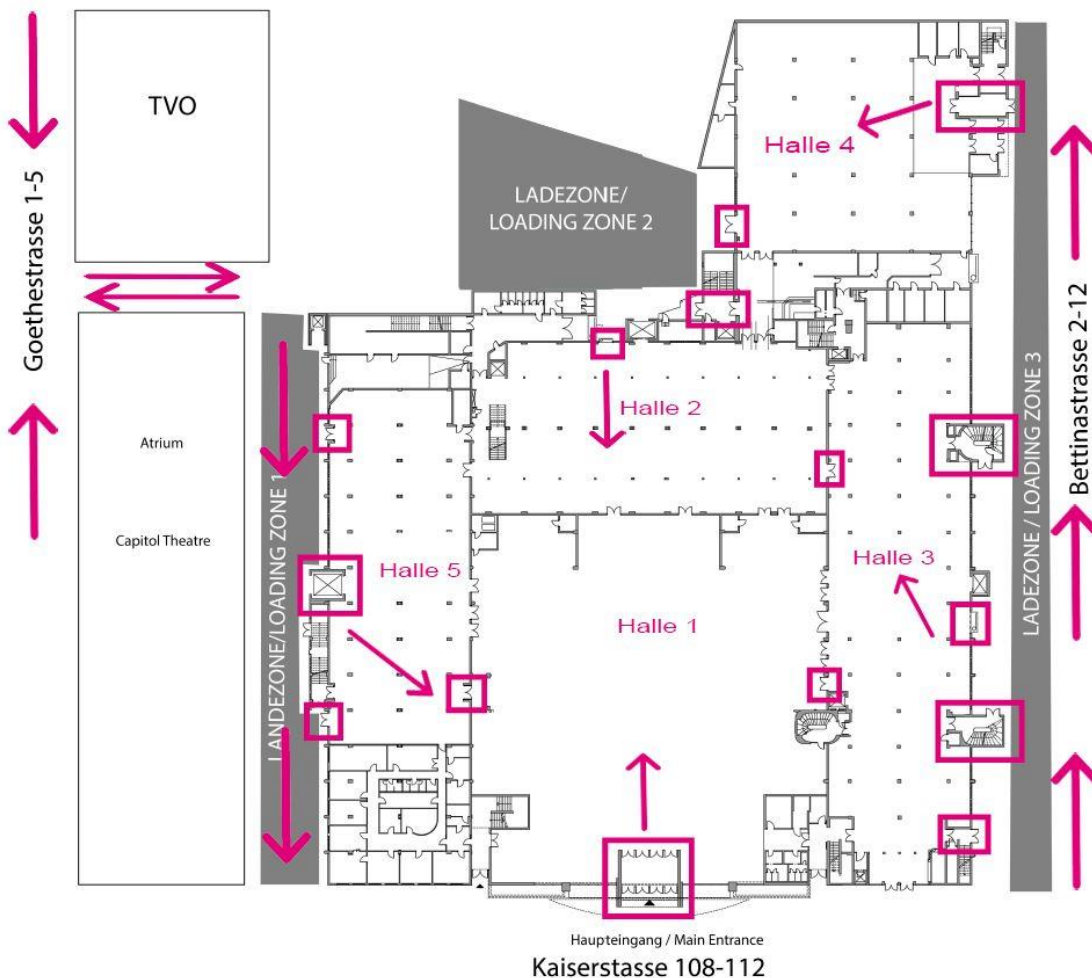 TVO
Goethestrasse 1-5
LADEZONE/
LOADING ZONE 2
Halle 4
Halle 2
Atrium
Capitol Theatre
LANDEZONE/LOADING ZONE 1
Halle 5
Halle 1
Halle 3
LADEZONE / LOADING ZONE 3
Bettinastrasse 2-12
Haupteingang / Main Entrance
Kaiserstasse 108-112